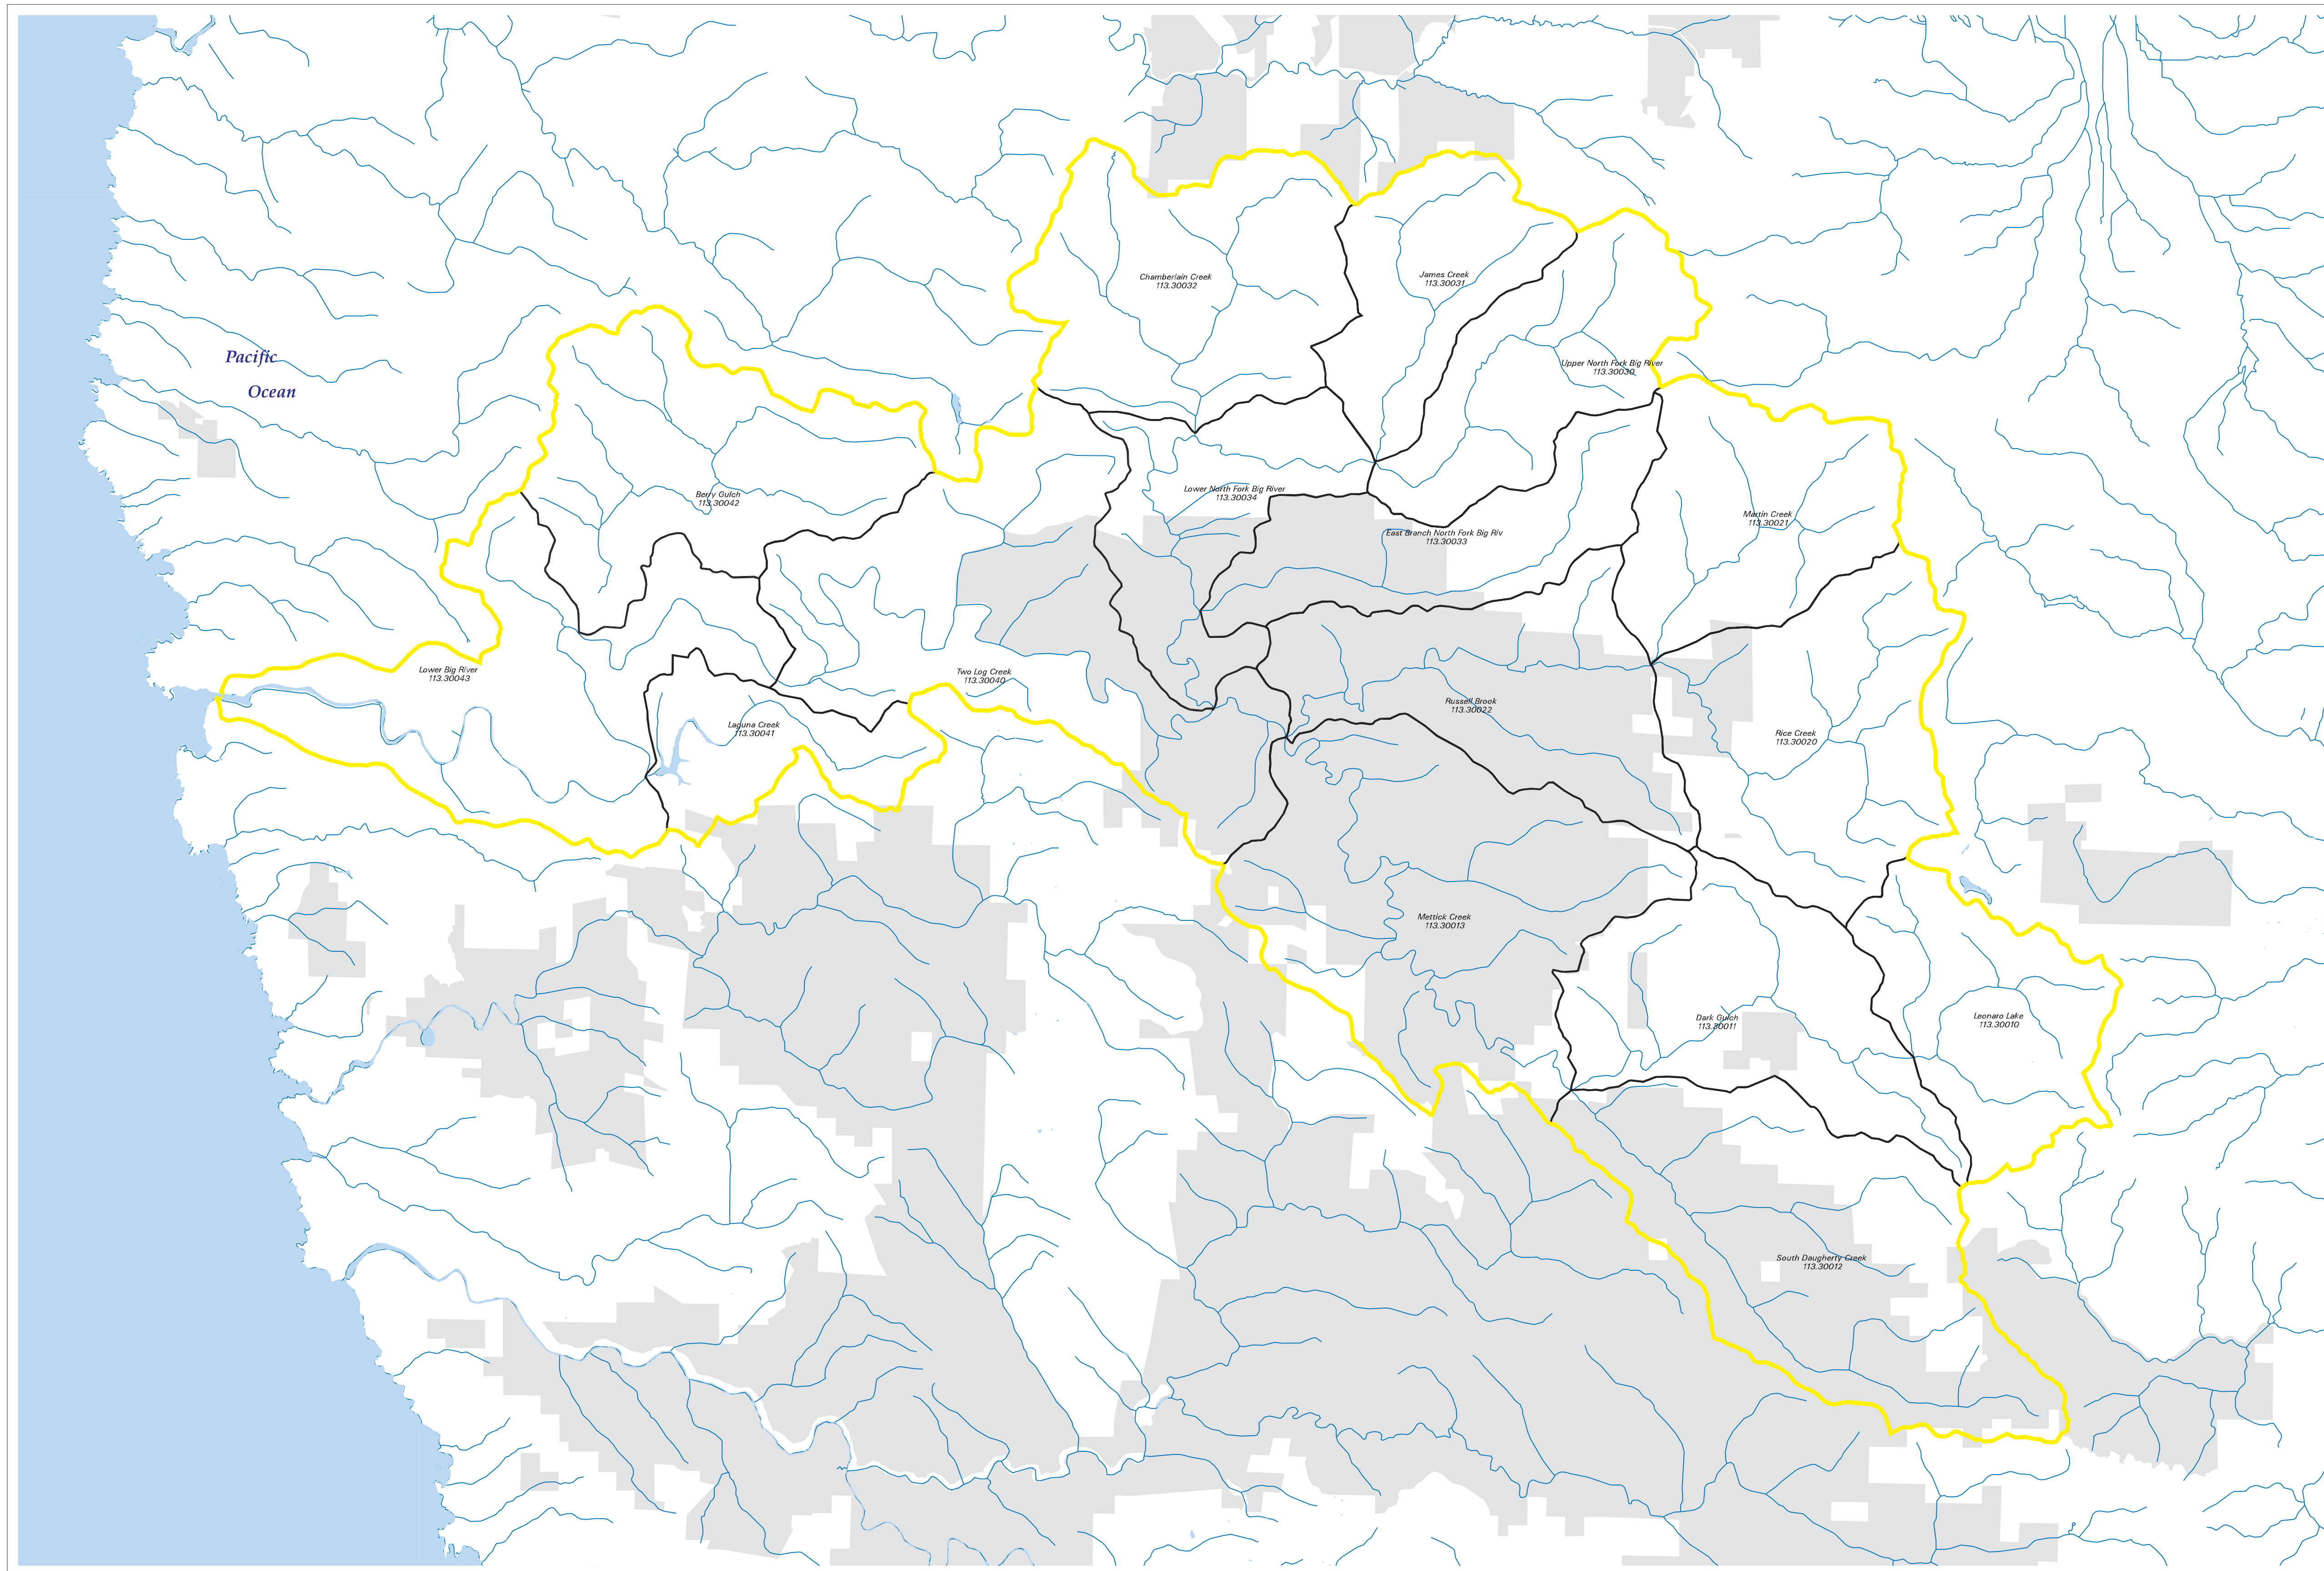 Chamberlain Creek
113.30032
James Creek
113.30031
Pacific
Ocean
Upper North Fork Big River
113.30030
Berry Gulch
113.30042
Lower North Fork Big River
113.30034
East Branch North Fork Big Riv
113.30033
Martin Creek
113.30021
Lower Big River
113.30043
Two Log Creek
113.30040
Laguna Creek
113.30041
Russell Brook
113.30022
Rice Creek
113.30020
Mettick Creek
113.30013
Dark Gulch
113.30011
Leonaro Lake
113.30010
South Daugherty Creek
113.30012